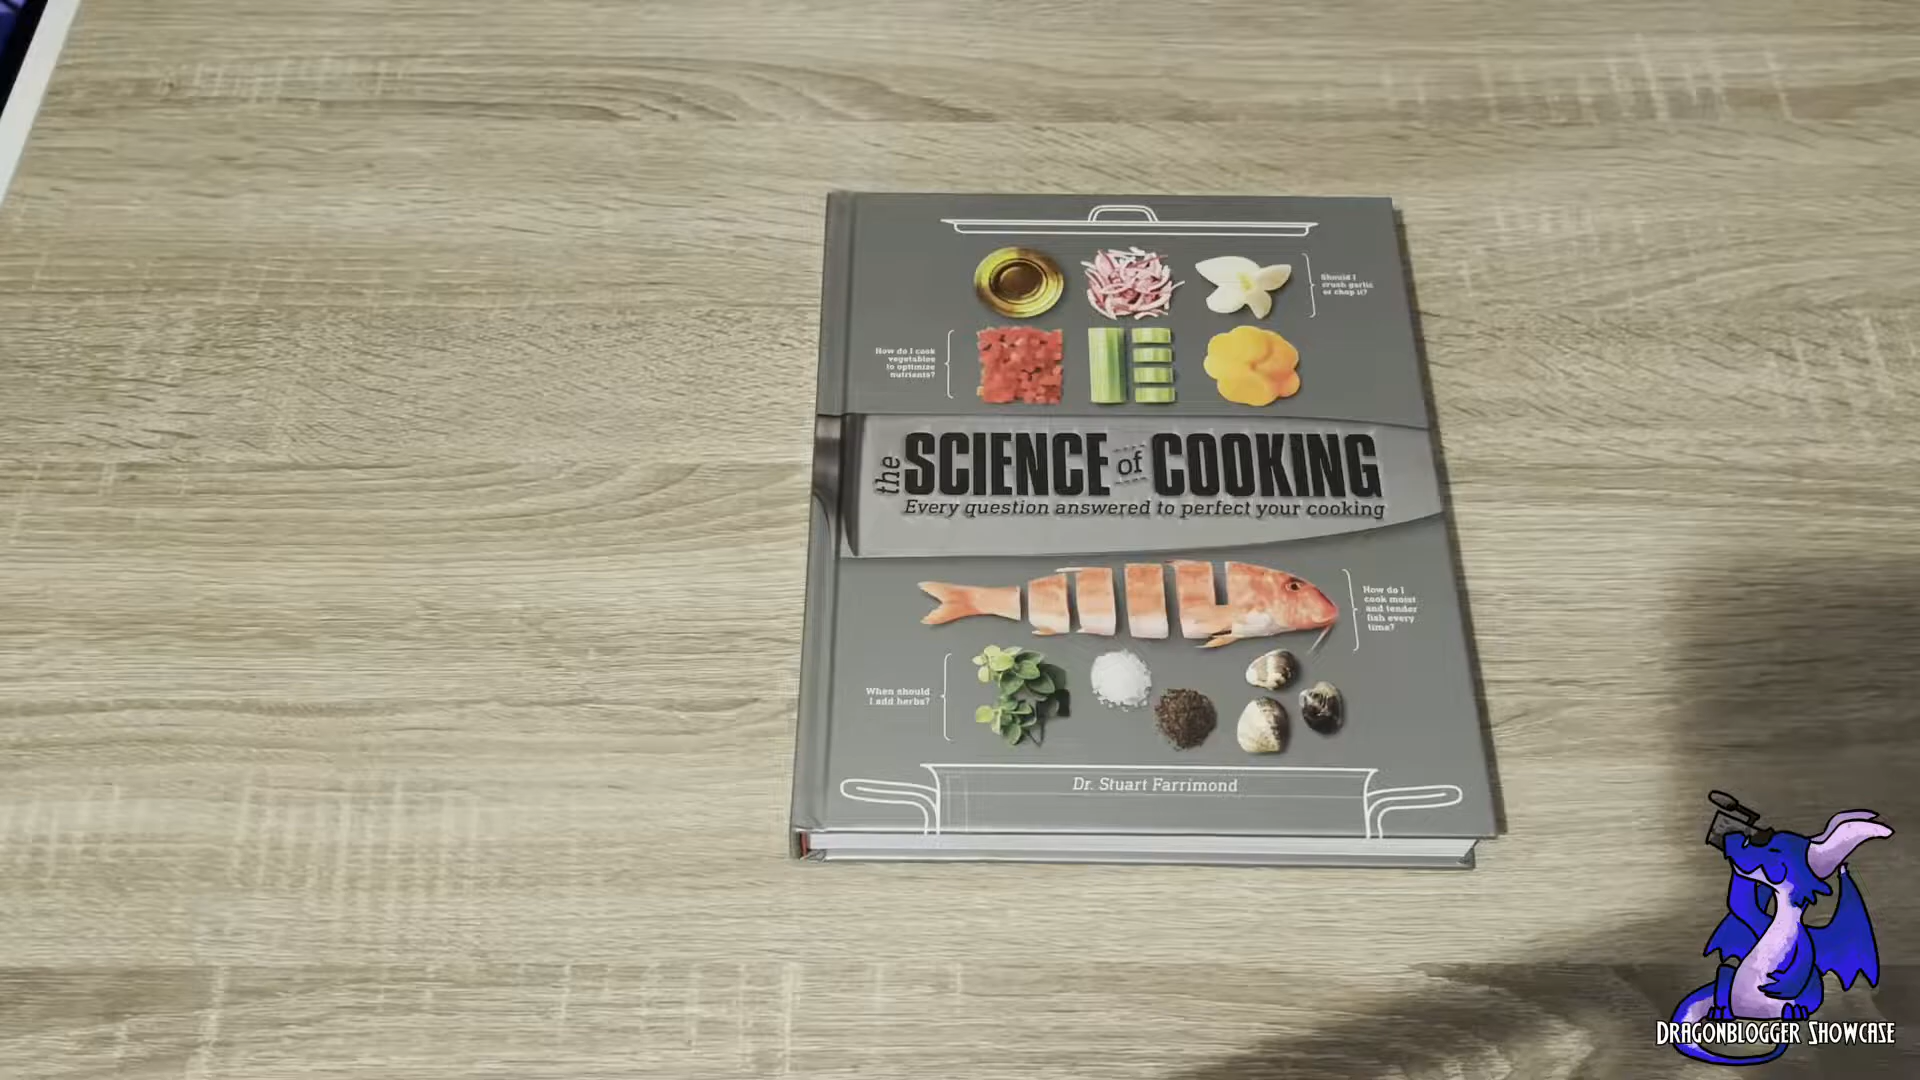 Should I
crush garlic
or chop it?
How do I cook
vegetables
to optimize
nutrients?
the SCIENCE of COOKING
Every question answered to perfect your cooking
How do I
cook moist
and tender
fish every
time?
When should
I add herbs?
Dr. Stuart Farrimond
DRAGONBLOGGER SHOWCASE